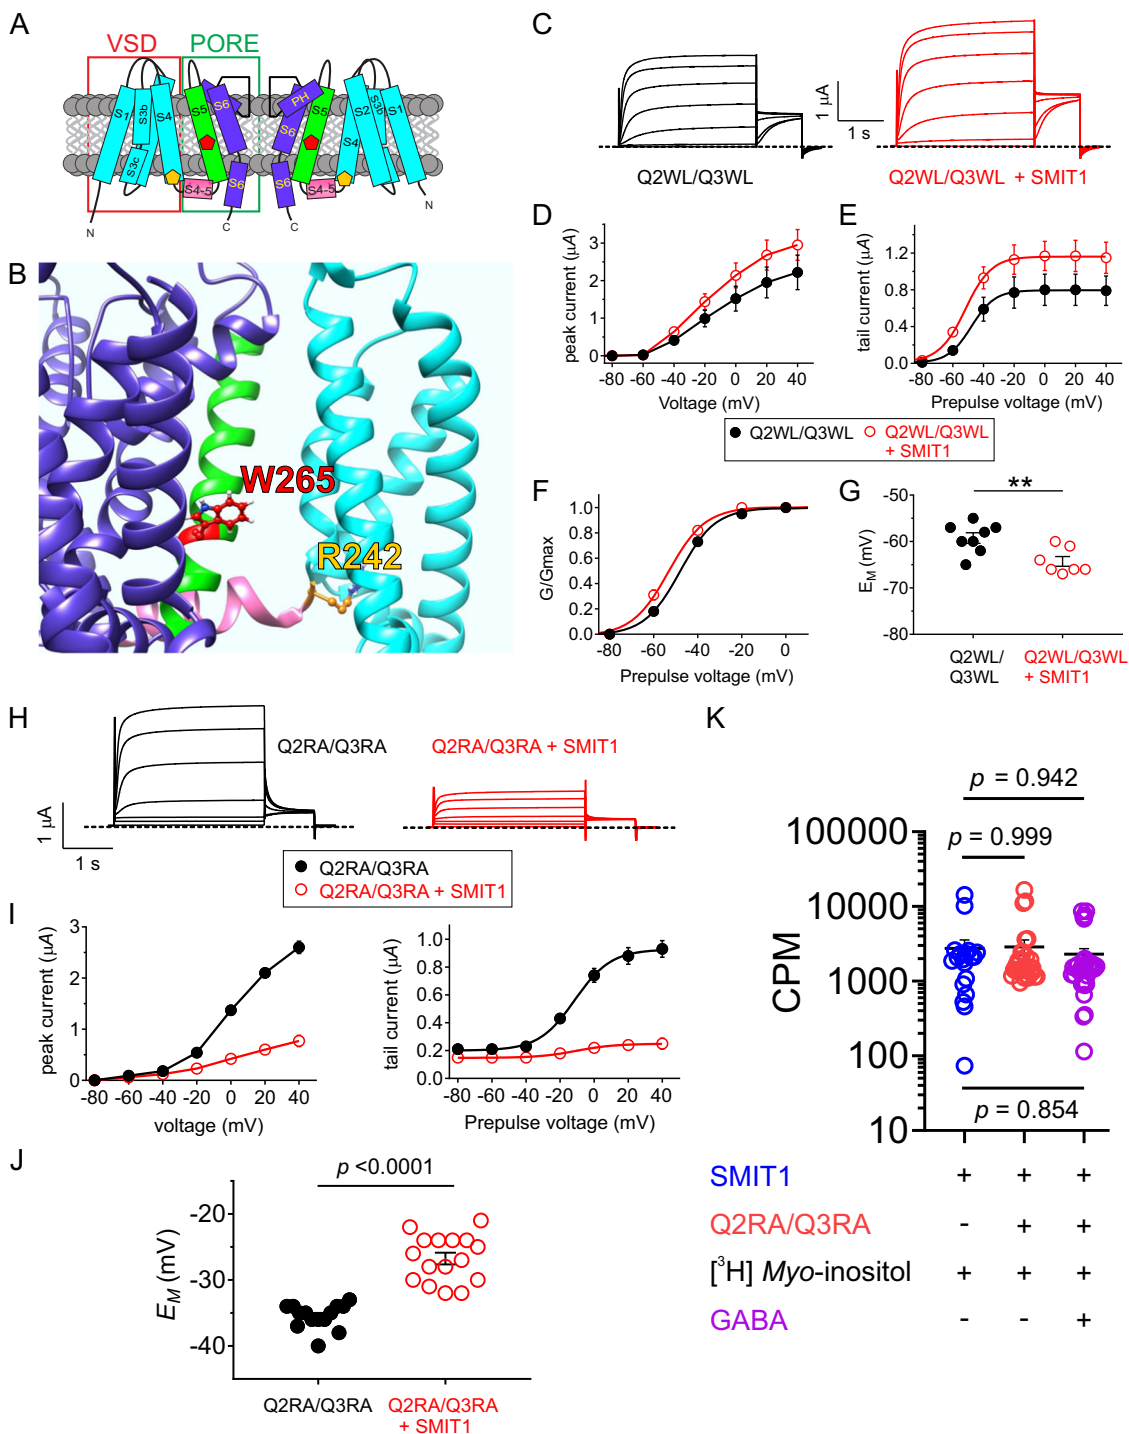 A
VSD PORE
S1 S3b S4 S5 S6 PH S5 S2 S3b S1
S3c S6 S4
S4-5 S6 S6 S4-5
N C C N
B
W265
R242
C
1 µA
1 s
Q2WL/Q3WL
Q2WL/Q3WL + SMIT1
D
peak current (µA)
3
2
1
0
-80 -60 -40 -20 0 20 40
Voltage (mV)
E
tail current (µA)
1.2
0.8
0.4
0.0
-80 -60 -40 -20 0 20 40
Prepulse voltage (mV)
Q2WL/Q3WL
Q2WL/Q3WL
+ SMIT1
F
G/Gmax
1.0
0.8
0.6
0.4
0.2
0.0
-80 -60 -40 -20 0
Prepulse voltage (mV)
G
**
EM (mV)
-50
-60
-70
-80
Q2WL/
Q3WL
Q2WL/Q3WL
+ SMIT1
H
Q2RA/Q3RA
Q2RA/Q3RA + SMIT1
1 µA
1 s
Q2RA/Q3RA
Q2RA/Q3RA + SMIT1
I
peak current (µA)
3
2
1
0
-80 -60 -40 -20 0 20 40
voltage (mV)
tail current (µA)
1.0
0.8
0.6
0.4
0.2
0.0
-80 -60 -40 -20 0 20 40
Prepulse voltage (mV)
J
p <0.0001
EM (mV)
-20
-30
-40
Q2RA/Q3RA
Q2RA/Q3RA
+ SMIT1
K
p = 0.942
p = 0.999
CPM
100000
10000
1000
100
10
p = 0.854
SMIT1 + + +
Q2RA/Q3RA - + +
[3H] Myo-inositol + + +
GABA - - +